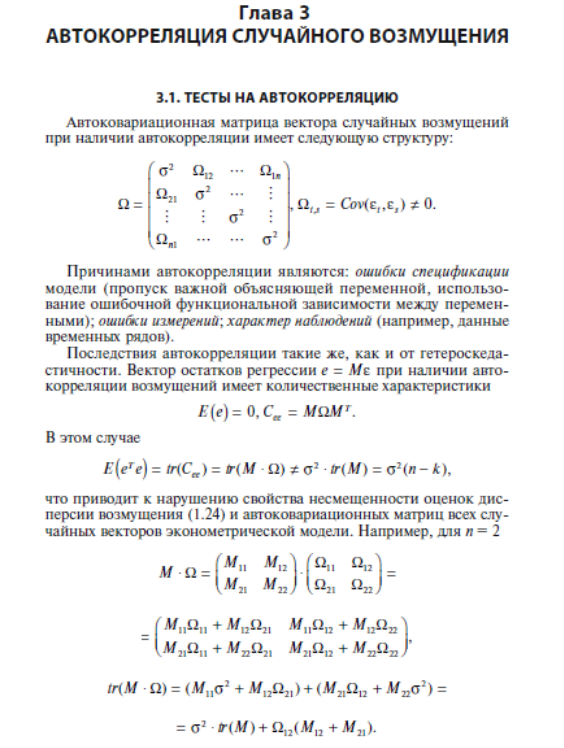 Глава 3
АВТОКОРРЕЛЯЦИЯ СЛУЧАЙНОГО ВОЗМУЩЕНИЯ
3.1. ТЕСТЫ НА АВТОКОРРЕЛЯЦИЮ
Автоковариационная матрица вектора случайных возмущений
при наличии автокорреляции имеет следующую структуру:
Ω = ( σ² Ω₁₂ ⋯ Ω₁ₙ
Ω₂₁ σ² ⋯ ⋮
⋮ ⋮ σ² ⋮
Ωₙ₁ ⋯ ⋯ σ² ), Ω_{t,s} = Cov(ε_t, ε_s) ≠ 0.
Причинами автокорреляции являются: ошибки спецификации
модели (пропуск важной объясняющей переменной, использо-
вание ошибочной функциональной зависимости между перемен-
ными); ошибки измерений; характер наблюдений (например, данные
временных рядов).
Последствия автокорреляции такие же, как и от гетероскеда-
стичности. Вектор остатков регрессии e = Mε при наличии авто-
корреляции возмущений имеет количественные характеристики
E(e) = 0, C_{ee} = MΩM^T.
В этом случае
E(e^T e) = tr(C_{ee}) = tr(M · Ω) ≠ σ² · tr(M) = σ²(n – k),
что приводит к нарушению свойства несмещенности оценок дис-
персии возмущения (1.24) и автоковариационных матриц всех слу-
чайных векторов эконометрической модели. Например, для n = 2
M · Ω = ( M₁₁ M₁₂
M₂₁ M₂₂ ) · ( Ω₁₁ Ω₁₂
Ω₂₁ Ω₂₂ ) =
= ( M₁₁Ω₁₁ + M₁₂Ω₂₁ M₁₁Ω₁₂ + M₁₂Ω₂₂
M₂₁Ω₁₁ + M₂₂Ω₂₁ M₂₁Ω₁₂ + M₂₂Ω₂₂ ),
tr(M · Ω) = (M₁₁σ² + M₁₂Ω₂₁) + (M₂₁Ω₁₂ + M₂₂σ²) =
= σ² · tr(M) + Ω₁₂(M₁₂ + M₂₁).